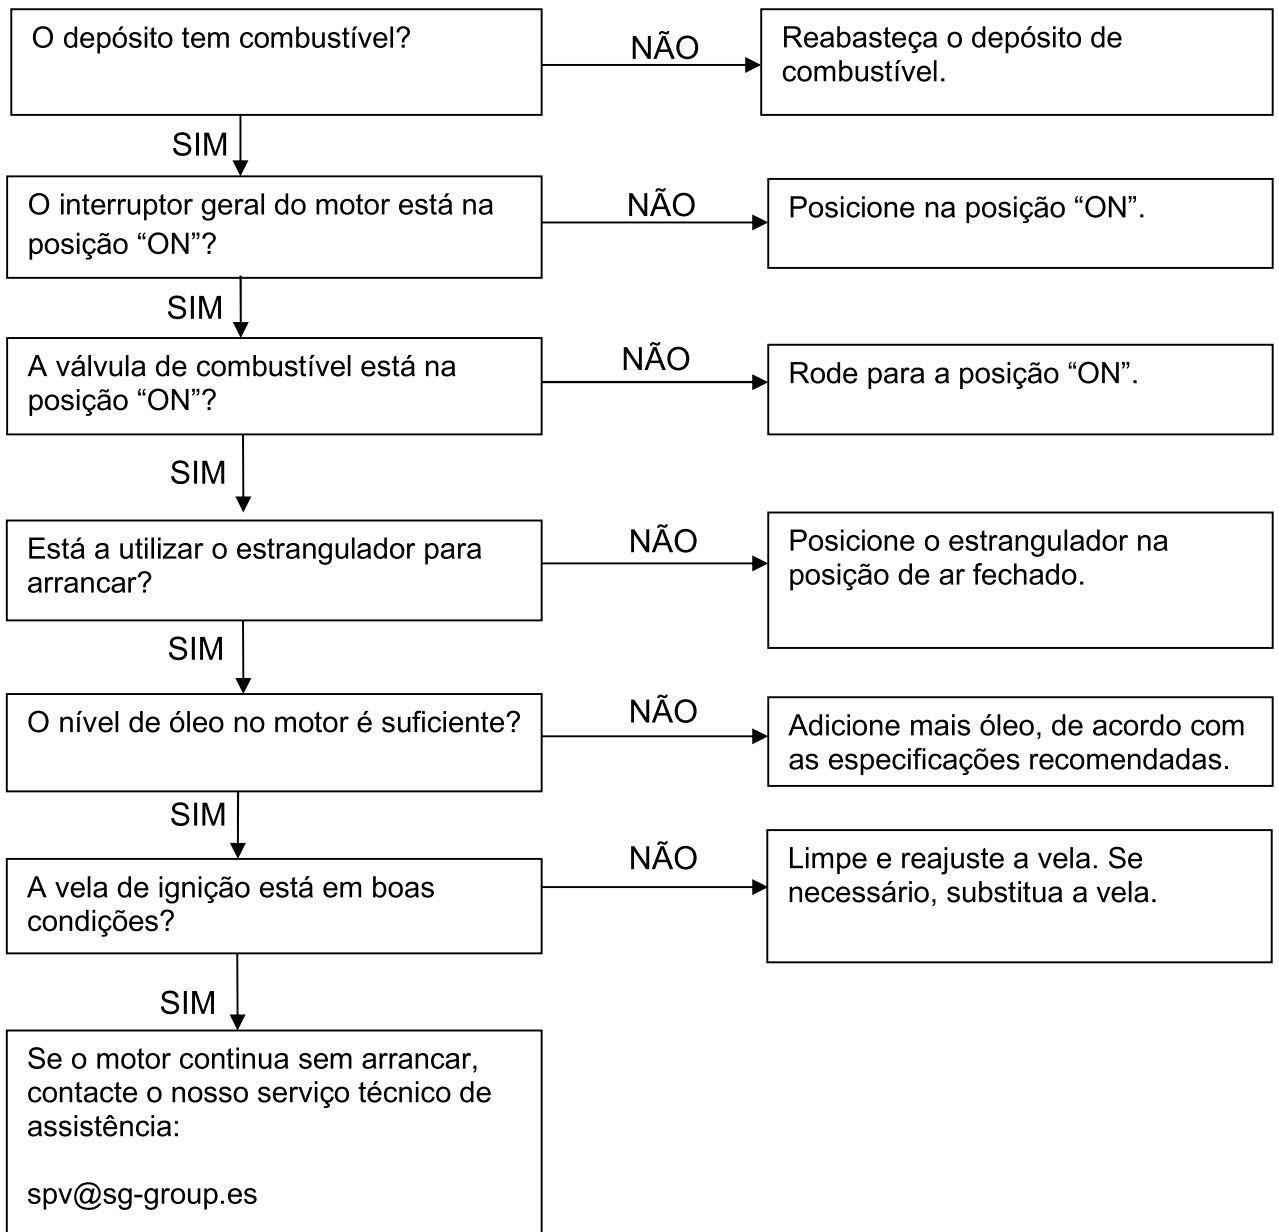 O depósito tem combustível?
NÃO
Reabasteça o depósito de
combustível.
SIM
O interruptor geral do motor está na
posição “ON”?
NÃO
Posicione na posição “ON”.
SIM
A válvula de combustível está na
posição “ON”?
NÃO
Rode para a posição “ON”.
SIM
Está a utilizar o estrangulador para
arrancar?
NÃO
Posicione o estrangulador na
posição de ar fechado.
SIM
O nível de óleo no motor é suficiente?
NÃO
Adicione mais óleo, de acordo com
as especificações recomendadas.
SIM
A vela de ignição está em boas
condições?
NÃO
Limpe e reajuste a vela. Se
necessário, substitua a vela.
SIM
Se o motor continua sem arrancar,
contacte o nosso serviço técnico de
assistência:
spv@sg-group.es